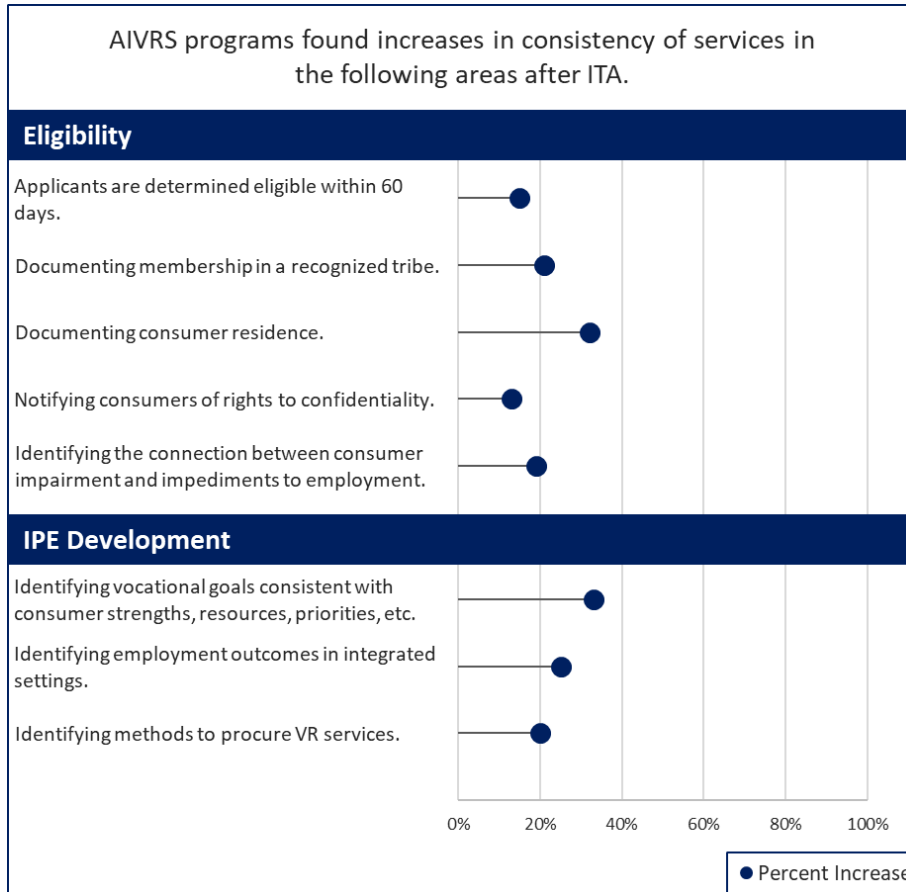 AIVRS programs found increases in consistency of services in
the following areas after ITA.
Eligibility
Applicants are determined eligible within 60
days.
Documenting membership in a recognized tribe.
Documenting consumer residence.
Notifying consumers of rights to confidentiality.
Identifying the connection between consumer
impairment and impediments to employment.
IPE Development
Identifying vocational goals consistent with
consumer strengths, resources, priorities, etc.
Identifying employment outcomes in integrated
settings.
Identifying methods to procure VR services.
0% 20% 40% 60% 80% 100%
Percent Increase